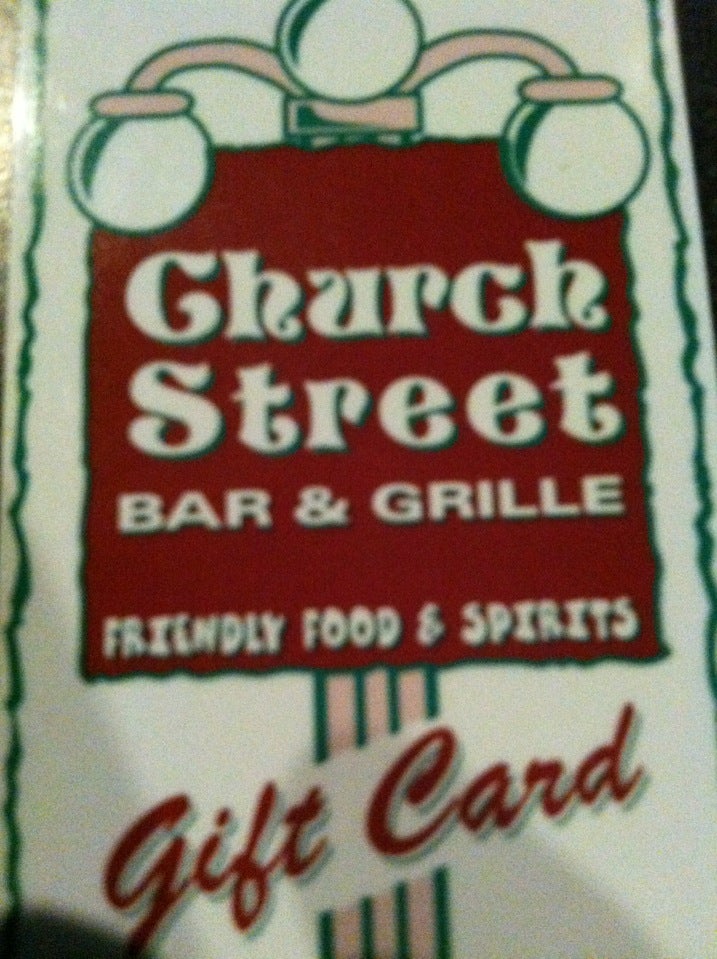 Church
Street
BAR & GRILLE
FRIENDLY FOOD & SPIRITS
Gift Card